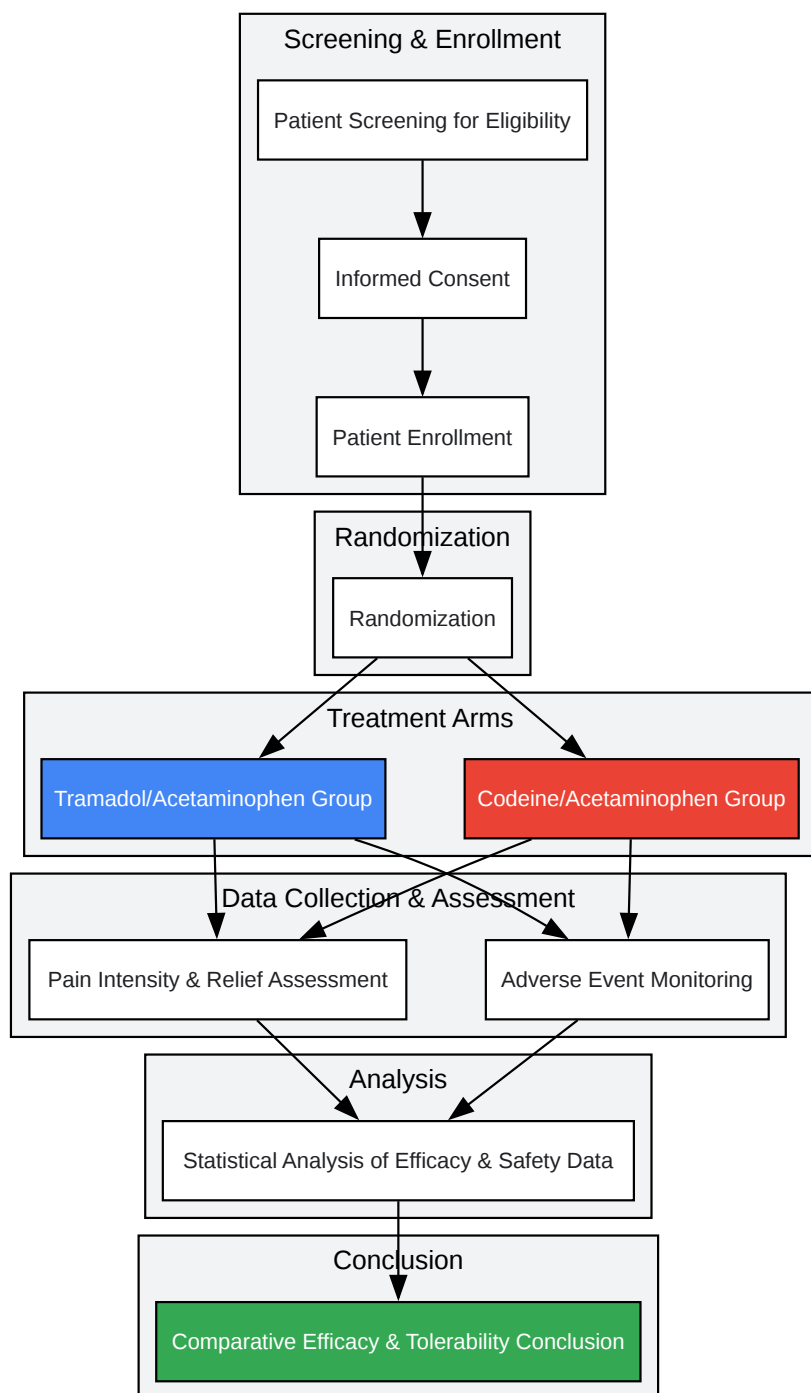 Screening & Enrollment
Patient Screening for Eligibility
Informed Consent
Patient Enrollment
Randomization
Randomization
Treatment Arms
Tramadol/Acetaminophen Group
Codeine/Acetaminophen Group
Data Collection & Assessment
Pain Intensity & Relief Assessment
Adverse Event Monitoring
Analysis
Statistical Analysis of Efficacy & Safety Data
Conclusion
Comparative Efficacy & Tolerability Conclusion